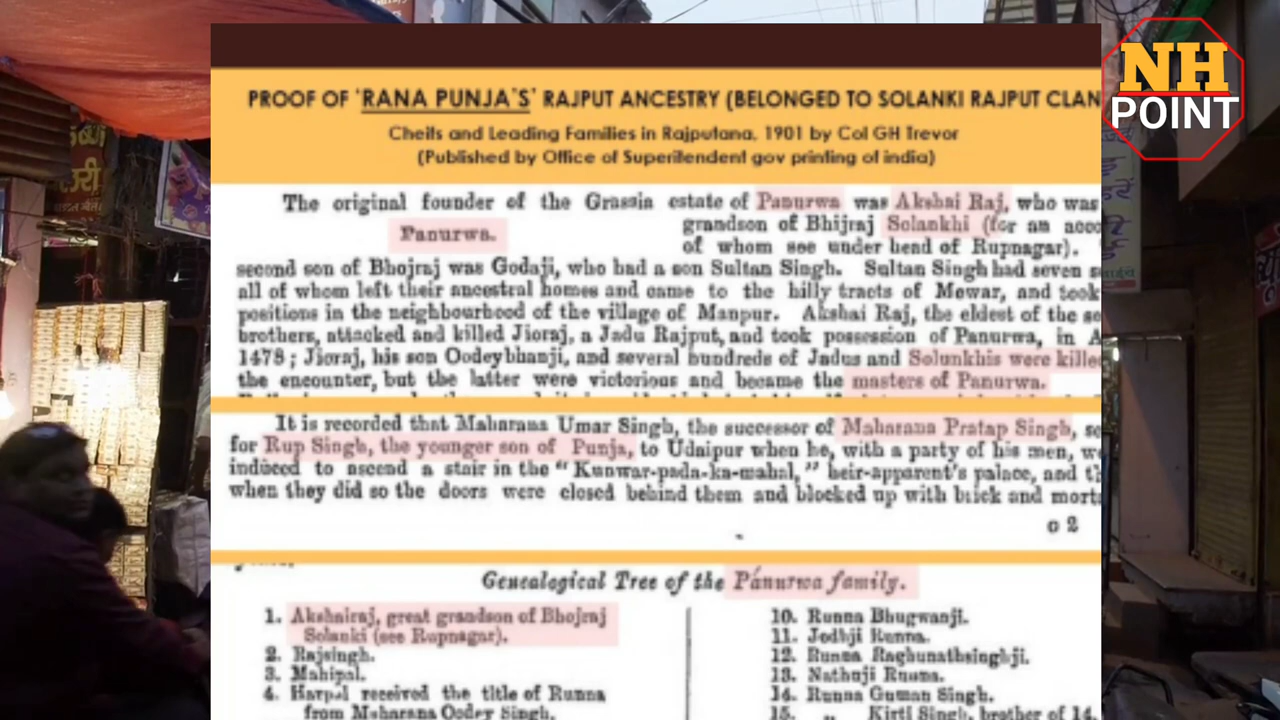 NH
POINT
PROOF OF 'RANA PUNJA'S' RAJPUT ANCESTRY (BELONGED TO SOLANKI RAJPUT CLAN
Cheifs and Leading Families in Rajputana, 1901 by Col GH Trevor
(Published by Office of Superitendent gov printing of india)
The original founder of the Grassia estate of Panurwa was Akshai Raj, who was
Panurwa.
grandson of Bhijraj Solankhi (for an acco
of whom see under head of Rupnagar).
second son of Bhojraj was Godaji, who had a son Sultan Singh. Sultan Singh had seven s
all of whom left their ancestral homes and came to the hilly tracts of Mewar, and took
positions in the neighbourhood of the village of Manpur. Akshai Raj, the eldest of the se
brothers, attacked and killed Jioraj, a Jadu Rajput, and took possession of Panurwa, in A
1478; Jioraj, his son Oodeybhanji, and several hundreds of Jadus and Solunkhis were killed
the encounter, but the latter were victorious and became the masters of Panurwa.
It is recorded that Maharana Umar Singh, the successor of Maharana Pratap Singh, se
for Rup Singh, the younger son of Punja, to Udaipur when he, with a party of his men, we
induced to ascend a stair in the "Kunwar-pada-ka-mahal," heir-apparent's palace, and th
when they did so the doors were closed behind them and blocked up with brick and morta
c 2
Genealogical Tree of the Pánurwa family.
1. Akshairaj, great grandson of Bhojraj
Solanki (see Rupnagar).
2. Rajsingh.
3. Mahipal.
4. Harpal received the title of Runna
from Maharana Oodey Singh.
10. Runna Bhugwanji.
11. Jodhji Runna.
12. Runna Raghunathsinghji.
13. Nathuji Runna.
14. Runna Guman Singh.
15. „ Kirti Singh, brother of 14.